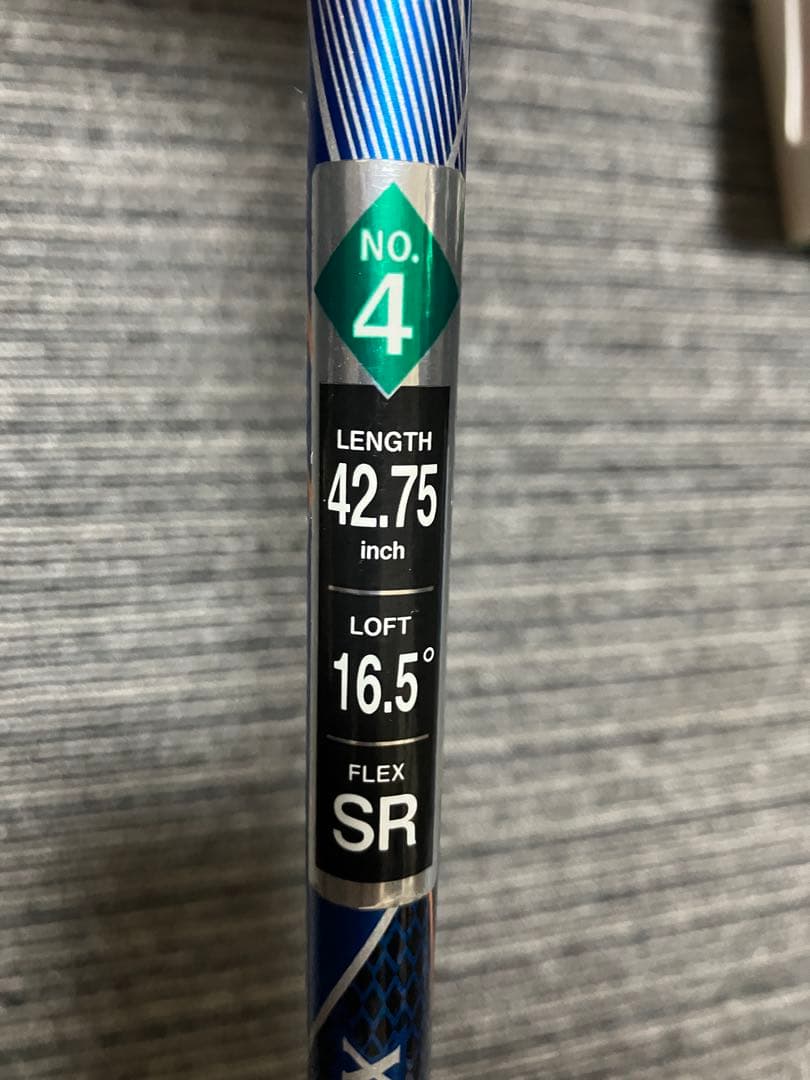 NO.
4
LENGTH
42.75
inch
LOFT
16.5°
FLEX
SR
X